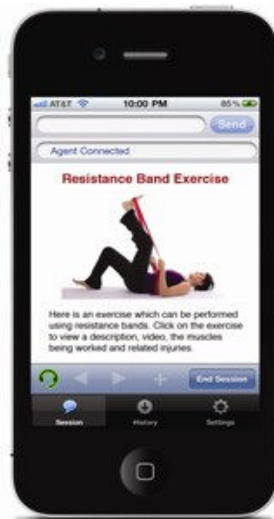 AT&T 10:00 PM 85%
Send
Agent Connected
Resistance Band Exercise
Here is an exercise which can be performed
using resistance bands. Click on the exercise
to view a description, video, the muscles
being worked and related injuries.
End Session
Session History Settings